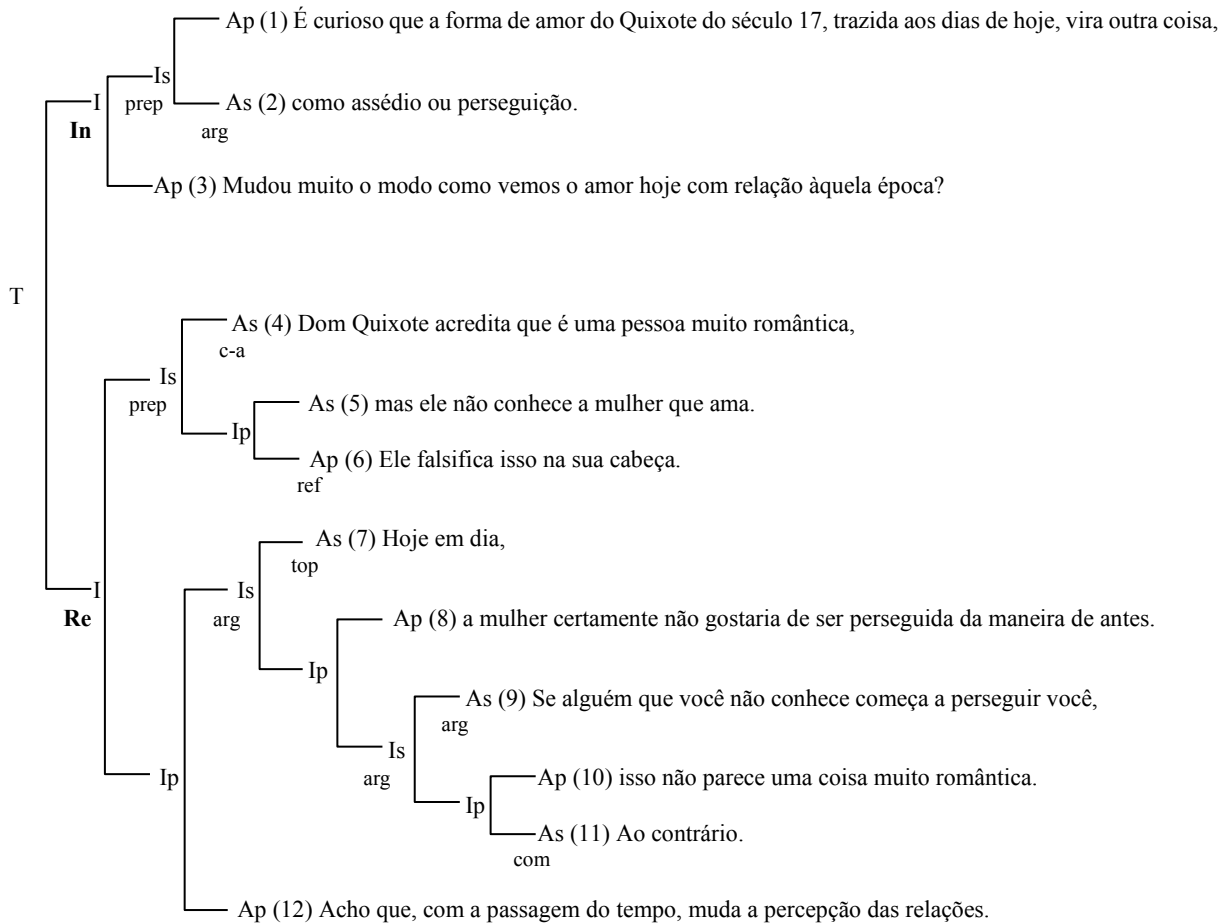 Ap (1) É curioso que a forma de amor do Quixote do século 17, trazida aos dias de hoje, vira outra coisa,
Is
prep
I
In
As (2) como assédio ou perseguição.
arg
Ap (3) Mudou muito o modo como vemos o amor hoje com relação àquela época?
T
As (4) Dom Quixote acredita que é uma pessoa muito romântica,
c-a
Is
prep
As (5) mas ele não conhece a mulher que ama.
Ip
Ap (6) Ele falsifica isso na sua cabeça.
ref
As (7) Hoje em dia,
top
I
Re
Is
arg
Ap (8) a mulher certamente não gostaria de ser perseguida da maneira de antes.
Ip
As (9) Se alguém que você não conhece começa a perseguir você,
arg
Is
arg
Ip
Ap (10) isso não parece uma coisa muito romântica.
Ip
As (11) Ao contrário.
com
Ap (12) Acho que, com a passagem do tempo, muda a percepção das relações.